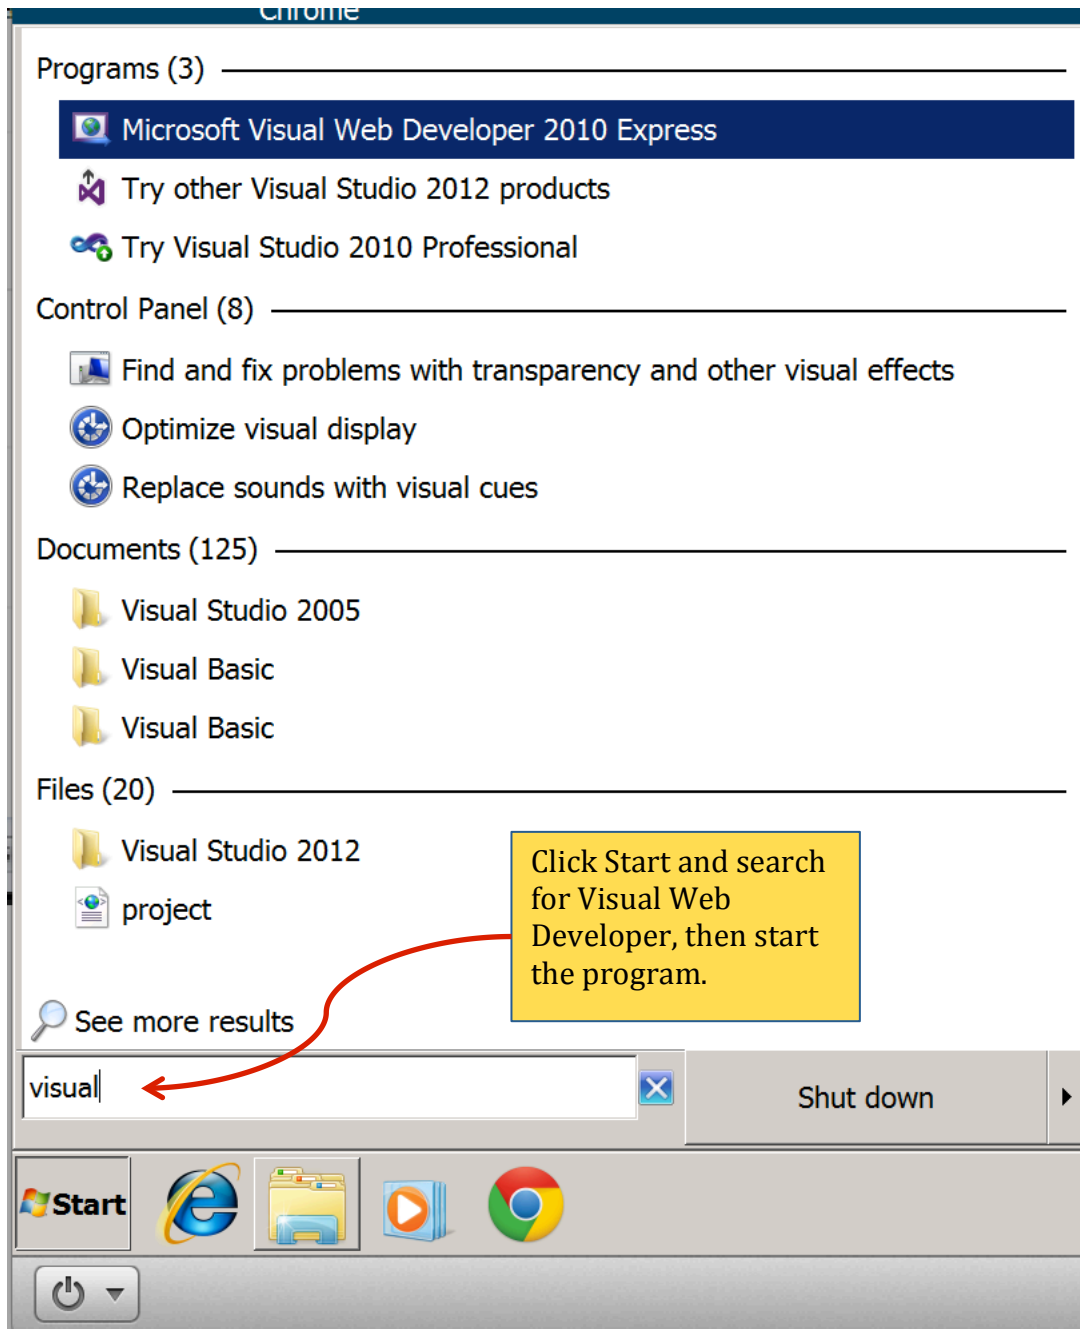 Chrome
Programs (3)
Microsoft Visual Web Developer 2010 Express
Try other Visual Studio 2012 products
Try Visual Studio 2010 Professional
Control Panel (8)
Find and fix problems with transparency and other visual effects
Optimize visual display
Replace sounds with visual cues
Documents (125)
Visual Studio 2005
Visual Basic
Visual Basic
Files (20)
Visual Studio 2012
project
Click Start and search
for Visual Web
Developer, then start
the program.
See more results
visual
Shut down
Start